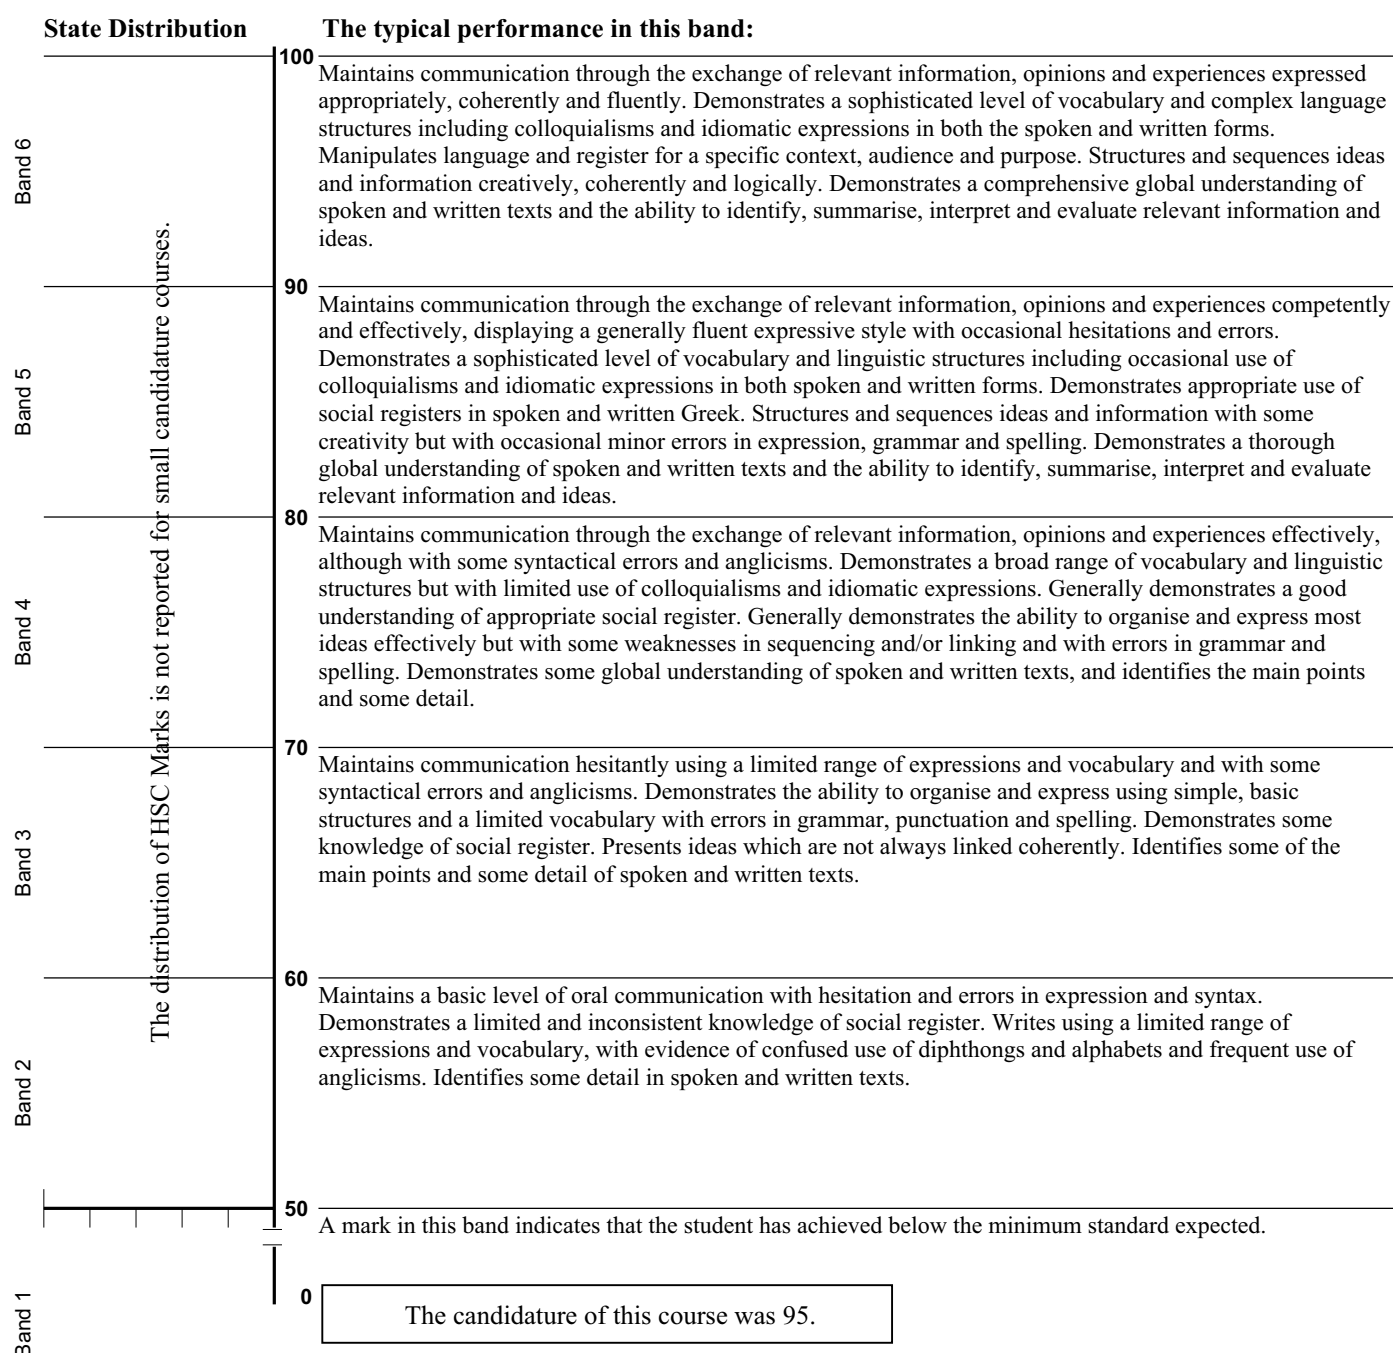 State Distribution
The typical performance in this band:
100
Maintains communication through the exchange of relevant information, opinions and experiences expressed
appropriately, coherently and fluently. Demonstrates a sophisticated level of vocabulary and complex language
structures including colloquialisms and idiomatic expressions in both the spoken and written forms.
Manipulates language and register for a specific context, audience and purpose. Structures and sequences ideas
and information creatively, coherently and logically. Demonstrates a comprehensive global understanding of
spoken and written texts and the ability to identify, summarise, interpret and evaluate relevant information and
ideas.
Band 6
90
Maintains communication through the exchange of relevant information, opinions and experiences competently
and effectively, displaying a generally fluent expressive style with occasional hesitations and errors.
Demonstrates a sophisticated level of vocabulary and linguistic structures including occasional use of
colloquialisms and idiomatic expressions in both spoken and written forms. Demonstrates appropriate use of
social registers in spoken and written Greek. Structures and sequences ideas and information with some
creativity but with occasional minor errors in expression, grammar and spelling. Demonstrates a thorough
global understanding of spoken and written texts and the ability to identify, summarise, interpret and evaluate
relevant information and ideas.
Band 5
80
Maintains communication through the exchange of relevant information, opinions and experiences effectively,
although with some syntactical errors and anglicisms. Demonstrates a broad range of vocabulary and linguistic
structures but with limited use of colloquialisms and idiomatic expressions. Generally demonstrates a good
understanding of appropriate social register. Generally demonstrates the ability to organise and express most
ideas effectively but with some weaknesses in sequencing and/or linking and with errors in grammar and
spelling. Demonstrates some global understanding of spoken and written texts, and identifies the main points
and some detail.
Band 4
70
Maintains communication hesitantly using a limited range of expressions and vocabulary and with some
syntactical errors and anglicisms. Demonstrates the ability to organise and express using simple, basic
structures and a limited vocabulary with errors in grammar, punctuation and spelling. Demonstrates some
knowledge of social register. Presents ideas which are not always linked coherently. Identifies some of the
main points and some detail of spoken and written texts.
Band 3
60
Maintains a basic level of oral communication with hesitation and errors in expression and syntax.
Demonstrates a limited and inconsistent knowledge of social register. Writes using a limited range of
expressions and vocabulary, with evidence of confused use of diphthongs and alphabets and frequent use of
anglicisms. Identifies some detail in spoken and written texts.
Band 2
50
A mark in this band indicates that the student has achieved below the minimum standard expected.
0
Band 1
The distribution of HSC Marks is not reported for small candidature courses.
The candidature of this course was 95.